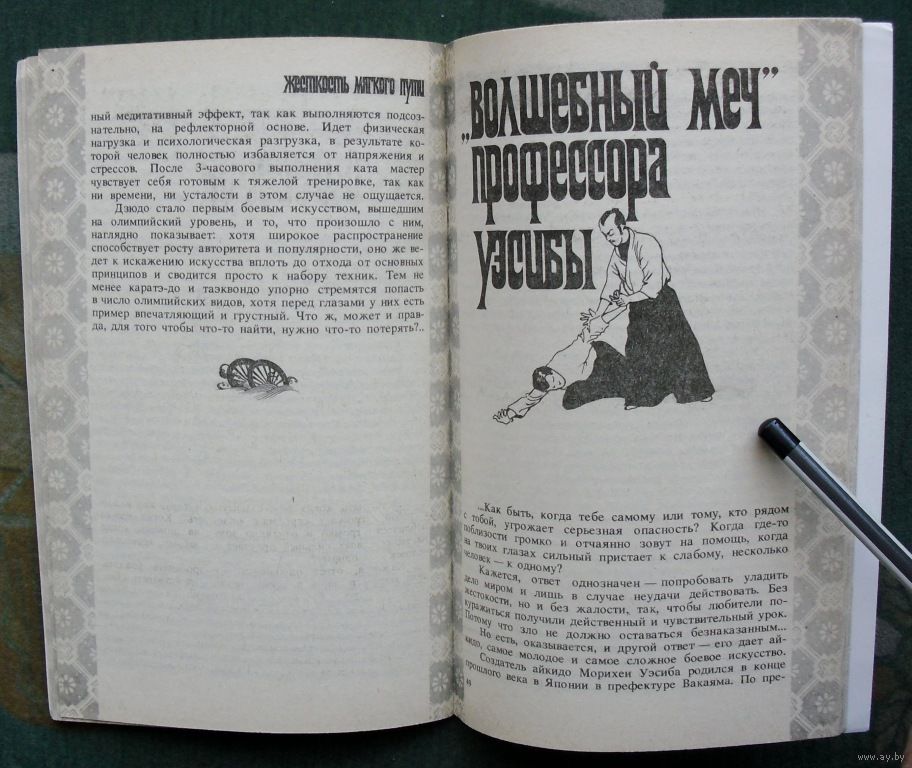 жесткость мягкого пути
ный медитативный эффект, так как выполняются подсоз-
нательно, на рефлекторной основе. Идет физическая
нагрузка и психологическая разгрузка, в результате ко-
торой человек полностью избавляется от напряжения и
стрессов. После 3-часового выполнения ката мастер
чувствует себя готовым к тяжелой тренировке, так как
ни времени, ни усталости в этом случае не ощущается.
Дзюдо стало первым боевым искусством, вышедшим
на олимпийский уровень, и то, что произошло с ним,
наглядно показывает: хотя широкое распространение
способствует росту авторитета и популярности, оно же ве-
дет к искажению искусства вплоть до отхода от основных
принципов и сводится просто к набору техник. Тем не
менее каратэ-до и таэквондо упорно стремятся попасть
в число олимпийских видов, хотя перед глазами у них есть
пример впечатляющий и грустный. Что ж, может и прав-
да, для того чтобы что-то найти, нужно что-то потерять?..
„ВОЛШЕБНЫЙ МЕЧ”
ПРОФЕССОРА
УЭСИБЫ
...Как быть, когда тебе самому или тому, кто рядом
с тобой, угрожает серьезная опасность? Когда где-то
поблизости громко и отчаянно зовут на помощь, когда
на твоих глазах сильный пристает к слабому, несколько
человек — к одному?
Кажется, ответ однозначен — попробовать уладить
дело миром и лишь в случае неудачи действовать. Без
жестокости, но и без жалости, так, чтобы любители по-
куражиться получили действенный и чувствительный урок.
Потому что зло не должно оставаться безнаказанным...
Но есть, оказывается, и другой ответ — его дает ай-
кидо, самое молодое и самое сложное боевое искусство.
Создатель айкидо Морихеи Уэсиба родился в конце
прошлого века в Японии в префектуре Вакаяма. По пре-
www.ay.by